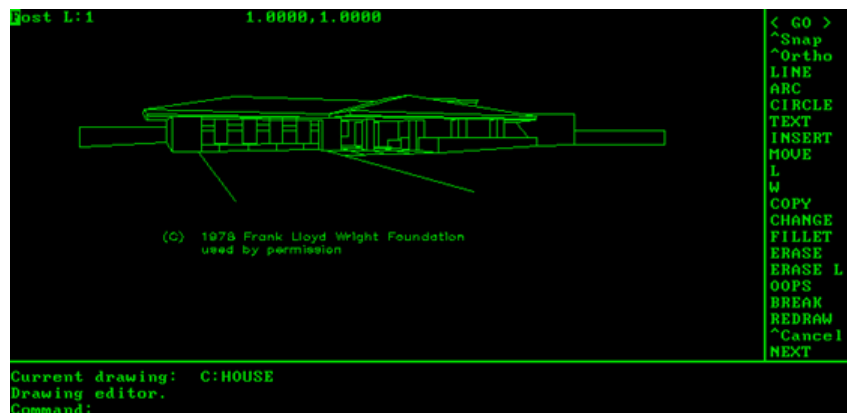 Fast L:1 1.0000,1.0000
(C) 1978 Frank Lloyd Wright Foundation
used by permission
< GO >
^Snap
^Ortho
LINE
ARC
CIRCLE
TEXT
INSERT
MOVE
L
W
COPY
CHANGE
FILLET
ERASE
ERASE L
OOPS
BREAK
REDRAW
^Cancel
NEXT
Current drawing: C:HOUSE
Drawing editor.
Command: